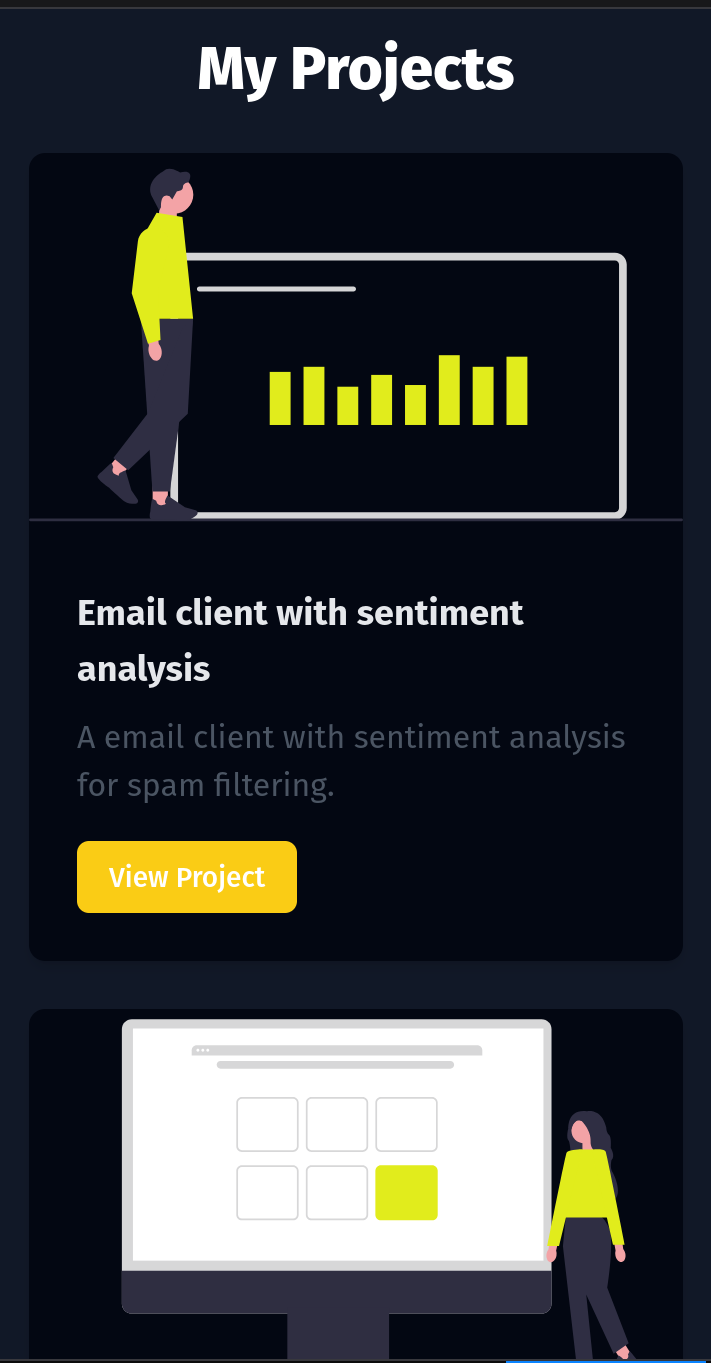 My Projects
Email client with sentiment
analysis
A email client with sentiment analysis
for spam filtering.
View Project